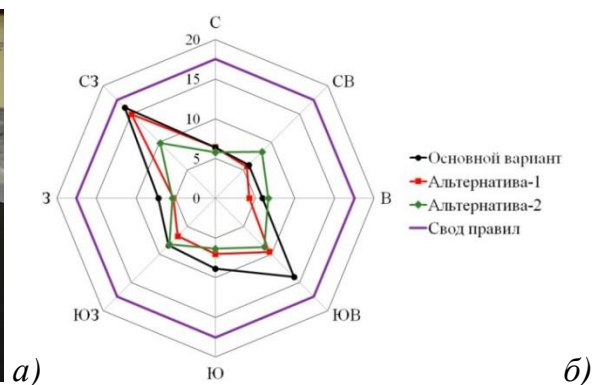 С
20
СЗ
СВ
15
10
5
З
0
В
ЮЗ
ЮВ
Ю
Основной вариант
Альтернатива-1
Альтернатива-2
Свод правил
а)
б)